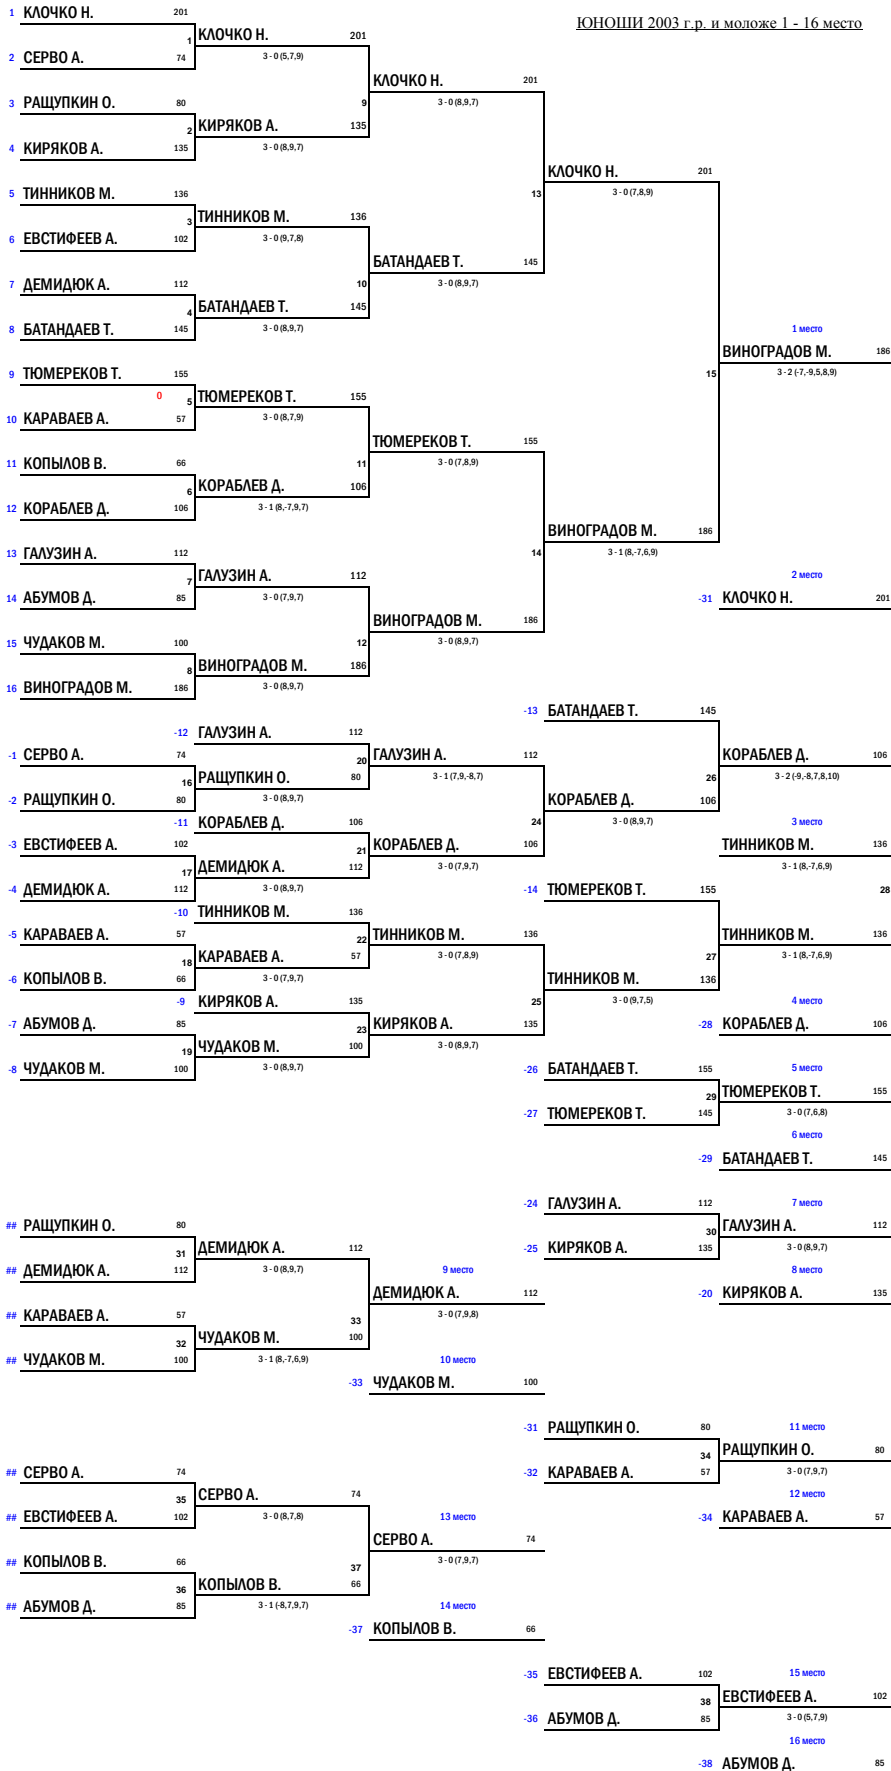 ЮНОШИ 2003 г.р. и моложе 1 - 16 место
1 КЛОЧКО Н. 201
1 КЛОЧКО Н. 201
2 СЕРВО А. 74
3 - 0 (5,7,9)
КЛОЧКО Н. 201
3 РАЩУПКИН О. 80
9 3 - 0 (8,9,7)
2 КИРЯКОВ А. 135
4 КИРЯКОВ А. 135
3 - 0 (8,9,7)
КЛОЧКО Н. 201
5 ТИННИКОВ М. 136
13 3 - 0 (7,8,9)
3 ТИННИКОВ М. 136
6 ЕВСТИФЕЕВ А. 102
3 - 0 (9,7,8)
БАТАНДАЕВ Т. 145
7 ДЕМИДЮК А. 112
10 3 - 0 (8,9,7)
4 БАТАНДАЕВ Т. 145
8 БАТАНДАЕВ Т. 145
3 - 0 (8,9,7)
1 место
ВИНОГРАДОВ М. 186
9 ТЮМЕРЕКОВ Т. 155
15 3 - 2 (-7,-9,5,8,9)
0
5 ТЮМЕРЕКОВ Т. 155
10 КАРАВАЕВ А. 57
3 - 0 (8,7,9)
ТЮМЕРЕКОВ Т. 155
11 КОПЫЛОВ В. 66
11 3 - 0 (7,8,9)
6 КОРАБЛЕВ Д. 106
12 КОРАБЛЕВ Д. 106
3 - 1 (8,-7,9,7)
ВИНОГРАДОВ М. 186
13 ГАЛУЗИН А. 112
14 3 - 1 (8,-7,6,9)
7 ГАЛУЗИН А. 112
2 место
14 АБУМОВ Д. 85
3 - 0 (7,9,7)
-31 КЛОЧКО Н. 201
ВИНОГРАДОВ М. 186
15 ЧУДАКОВ М. 100
12 3 - 0 (8,9,7)
8 ВИНОГРАДОВ М. 186
16 ВИНОГРАДОВ М. 186
3 - 0 (8,9,7)
-13 БАТАНДАЕВ Т. 145
-12 ГАЛУЗИН А. 112
-1 СЕРВО А. 74
20 ГАЛУЗИН А. 112
КОРАБЛЕВ Д. 106
16 РАЩУПКИН О. 80
3 - 1 (7,9,-8,7)
26 3 - 2 (-9,-8,7,8,10)
-2 РАЩУПКИН О. 80
3 - 0 (8,9,7)
КОРАБЛЕВ Д. 106
-11 КОРАБЛЕВ Д. 106
24 3 - 0 (8,9,7)
3 место
-3 ЕВСТИФЕЕВ А. 102
21 КОРАБЛЕВ Д. 106
ТИННИКОВ М. 136
17 ДЕМИДЮК А. 112
3 - 0 (7,9,7)
3 - 1 (8,-7,6,9)
-4 ДЕМИДЮК А. 112
3 - 0 (8,9,7)
-14 ТЮМЕРЕКОВ Т. 155
28
-10 ТИННИКОВ М. 136
-5 КАРАВАЕВ А. 57
22 ТИННИКОВ М. 136
ТИННИКОВ М. 136
18 КАРАВАЕВ А. 57
3 - 0 (7,8,9)
27 3 - 1 (8,-7,6,9)
-6 КОПЫЛОВ В. 66
3 - 0 (7,9,7)
ТИННИКОВ М. 136
-9 КИРЯКОВ А. 135
25 3 - 0 (9,7,5)
4 место
-7 АБУМОВ Д. 85
23 КИРЯКОВ А. 135
-28 КОРАБЛЕВ Д. 106
19 ЧУДАКОВ М. 100
3 - 0 (8,9,7)
-8 ЧУДАКОВ М. 100
3 - 0 (8,9,7)
-26 БАТАНДАЕВ Т. 155
5 место
29 ТЮМЕРЕКОВ Т. 155
-27 ТЮМЕРЕКОВ Т. 145
3 - 0 (7,6,8)
6 место
-29 БАТАНДАЕВ Т. 145
-24 ГАЛУЗИН А. 112
7 место
## РАЩУПКИН О. 80
30 ГАЛУЗИН А. 112
31 ДЕМИДЮК А. 112
-25 КИРЯКОВ А. 135
3 - 0 (8,9,7)
## ДЕМИДЮК А. 112
3 - 0 (8,9,7)
9 место
8 место
ДЕМИДЮК А. 112
-20 КИРЯКОВ А. 135
## КАРАВАЕВ А. 57
33 3 - 0 (7,9,8)
32 ЧУДАКОВ М. 100
## ЧУДАКОВ М. 100
3 - 1 (8,-7,6,9)
10 место
-33 ЧУДАКОВ М. 100
-31 РАЩУПКИН О. 80
11 место
34 РАЩУПКИН О. 80
## СЕРВО А. 74
-32 КАРАВАЕВ А. 57
3 - 0 (7,9,7)
35 СЕРВО А. 74
12 место
## ЕВСТИФЕЕВ А. 102
3 - 0 (8,7,8)
13 место
-34 КАРАВАЕВ А. 57
СЕРВО А. 74
## КОПЫЛОВ В. 66
37 3 - 0 (7,9,7)
36 КОПЫЛОВ В. 66
## АБУМОВ Д. 85
3 - 1 (-8,7,9,7)
14 место
-37 КОПЫЛОВ В. 66
-35 ЕВСТИФЕЕВ А. 102
15 место
38 ЕВСТИФЕЕВ А. 102
-36 АБУМОВ Д. 85
3 - 0 (5,7,9)
16 место
-38 АБУМОВ Д. 85